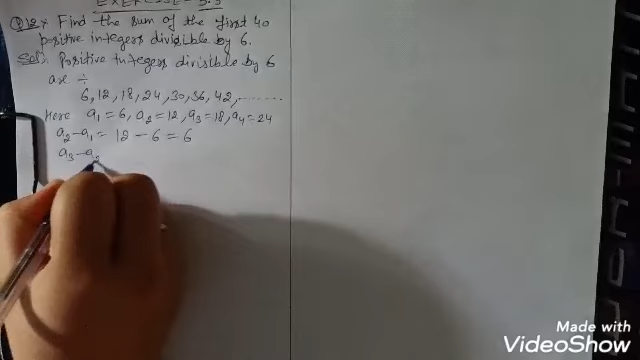 EXERCISE - 5.3
Q12: Find the sum of the first 40
positive integers divisible by 6.
Sol: Positive integers divisible by 6
are ÷
6, 12, 18, 24, 30, 36, 42, ........
Here a₁ = 6, a₂ = 12, a₃ = 18, a₄ = 24
a₂ - a₁ = 12 - 6 = 6
a₃ - a₂
Made with
VideoShow